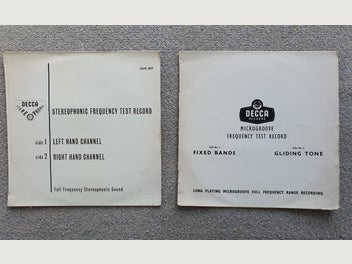 DECCA
STEREOPHONIC FREQUENCY TEST RECORD
side 1 LEFT HAND CHANNEL
side 2 RIGHT HAND CHANNEL
Full Frequency Stereophonic Sound
DECCA
RECORDS
MICROGROOVE
FREQUENCY TEST RECORD
FIXED BANDS
GLIDING TONE
LONG PLAYING MICROGROOVE FULL FREQUENCY RANGE RECORDING